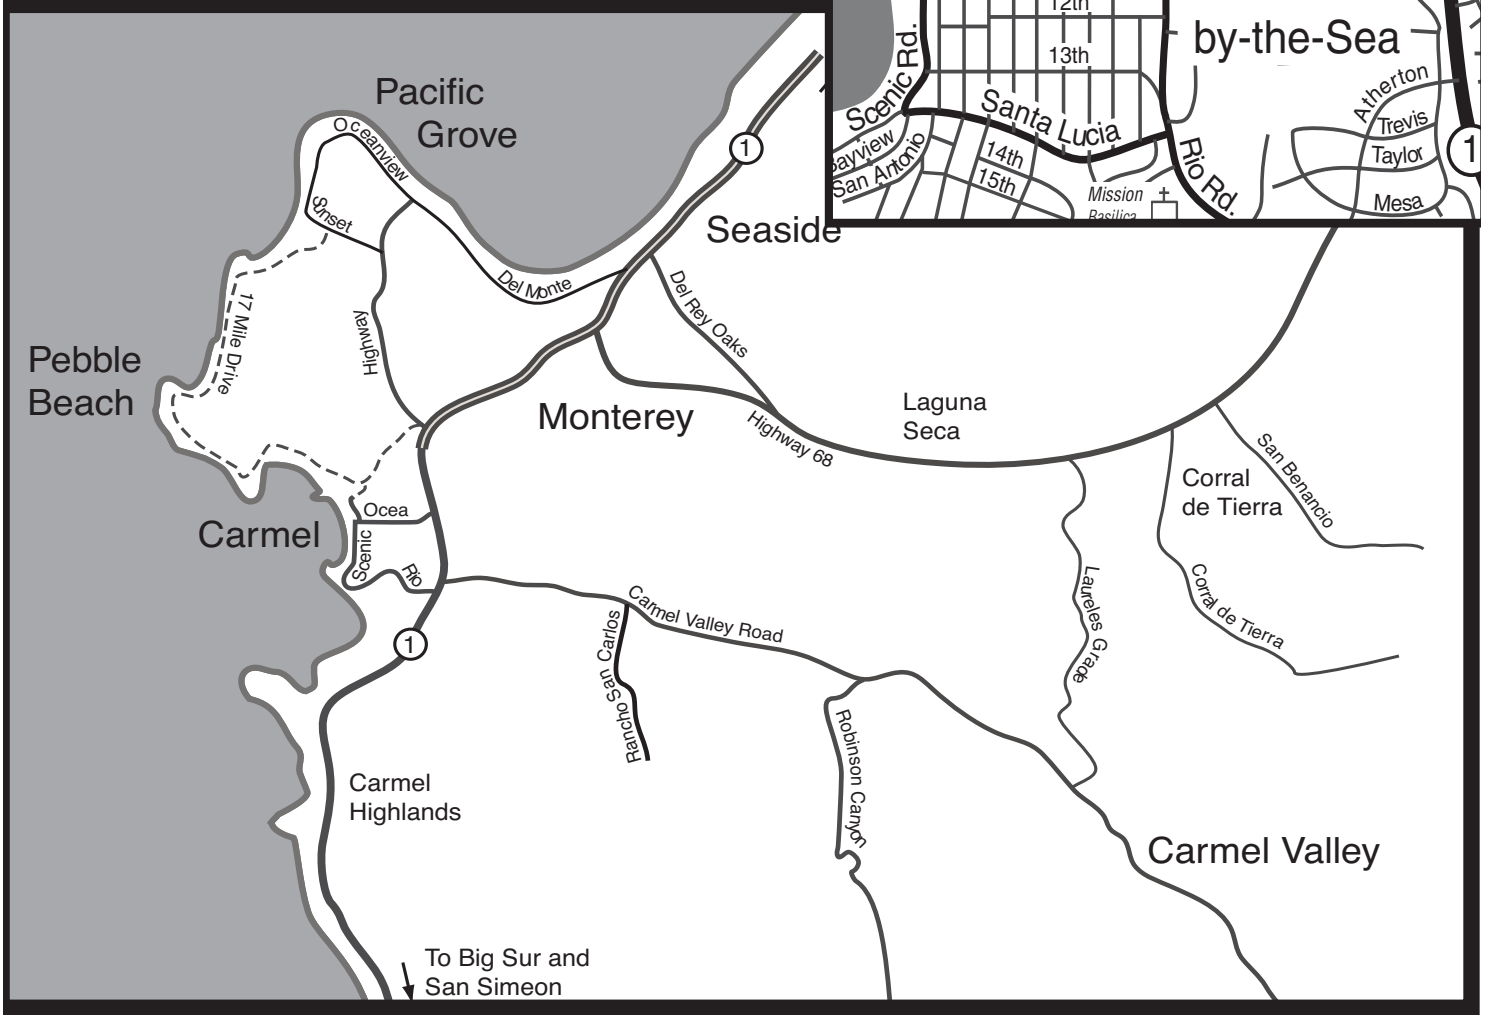 12th
by-the-Sea
Scenic Rd.
13th
Atherton
Santa Lucia
Trevis
Bayview
San Antonio
14th
Taylor
1
15th
Rio Rd.
Mission
Basilica
Mesa
Pacific
Grove
Oceanview
1
Sunset
Seaside
Del Monte
17 Mile Drive
Highway
Del Rey Oaks
Pebble
Beach
Monterey
Laguna
Seca
Highway 68
San Benancio
Corral
de Tierra
Ocea
Carmel
Scenic
Rio
Laureles Grade
Corral de Tierra
Carmel Valley Road
1
Rancho San Carlos
Robinson Canyon
Carmel
Highlands
Carmel Valley
To Big Sur and
San Simeon